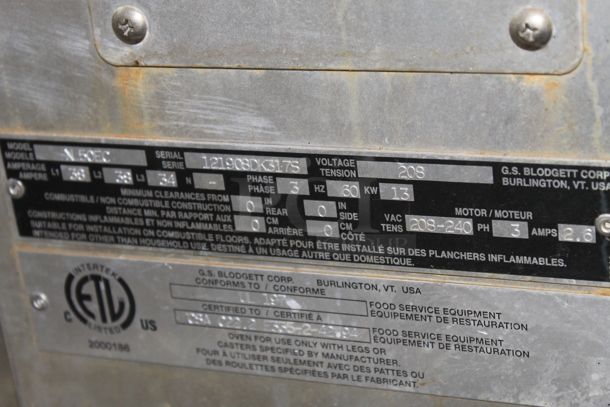 MODEL
MODELE
SERIAL
SERIE 121908DK317S
VOLTAGE
TENSION 208
G.S. BLODGETT CORP
BURLINGTON, VT. USA
AMPERAGE
AMPERE L1 38 L2 38 L3 34 N - PHASE
PHASE 3 HZ 60 KW 13
MINIMUM CLEARANCES FROM
COMBUSTIBLE / NON COMBUSTIBLE CONSTRUCTION
DISTANCE MIN. PAR RAPPORT AUX
CONSTRUCTIONS INFLAMMABLES ET NON INFLAMMABLES
0 IN
0 CM
REAR
ARRIÈRE
0 IN
0 CM
SIDE
CÔTÉ
MOTOR / MOTEUR
VAC
TENS 208-240 PH 3 AMPS 2.6
SUITABLE FOR INSTALLATION ON COMBUSTIBLE FLOORS. ADAPTÉ POUR ÊTRE INSTALLÉ SUR DES PLANCHERS INFLAMMABLES.
INTENDED FOR OTHER THAN HOUSEHOLD USE. DESTINÉ À UN USAGE AUTRE QUE DOMESTIQUE.
INTERTEK
ETL
LISTED
C US
2000186
G.S. BLODGETT CORP. BURLINGTON, VT. USA
CONFORMS TO / CONFORME
UL 197
FOOD SERVICE EQUIPMENT
ÉQUIPEMENT DE RESTAURATION
CERTIFIED TO / CERTIFIÉ A
FOOD SERVICE EQUIPMENT
ÉQUIPEMENT DE RESTAURATION
OVEN FOR USE ONLY WITH LEGS OR
CASTERS SPECIFIED BY MANUFACTURER.
FOUR À UTILISER SEULEMENT AVEC DES PATTES OU
DES ROULETTES SPÉCIFIÉES PAR LE FABRICANT.